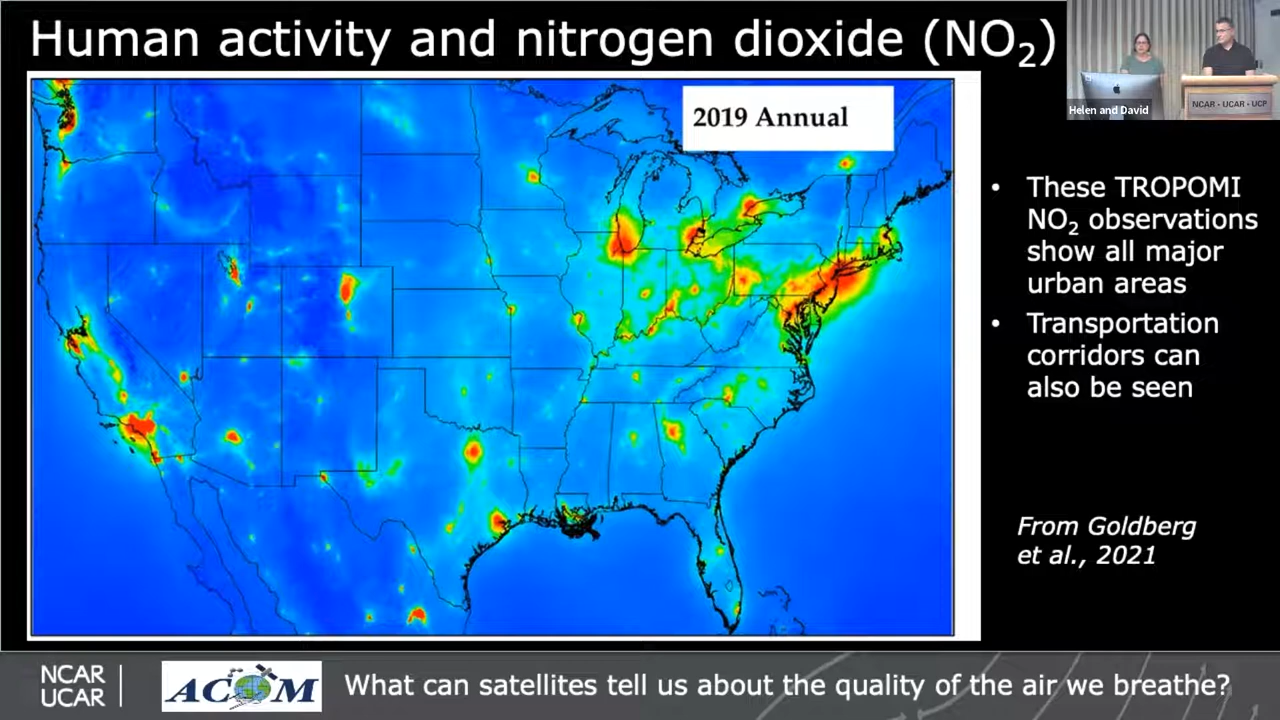 Human activity and nitrogen dioxide (NO₂)
2019 Annual
NCAR • UCAR • UCP
Helen and David
• These TROPOMI
NO₂ observations
show all major
urban areas
• Transportation
corridors can
also be seen
From Goldberg
et al., 2021
NCAR
UCAR
ACOM
What can satellites tell us about the quality of the air we breathe?